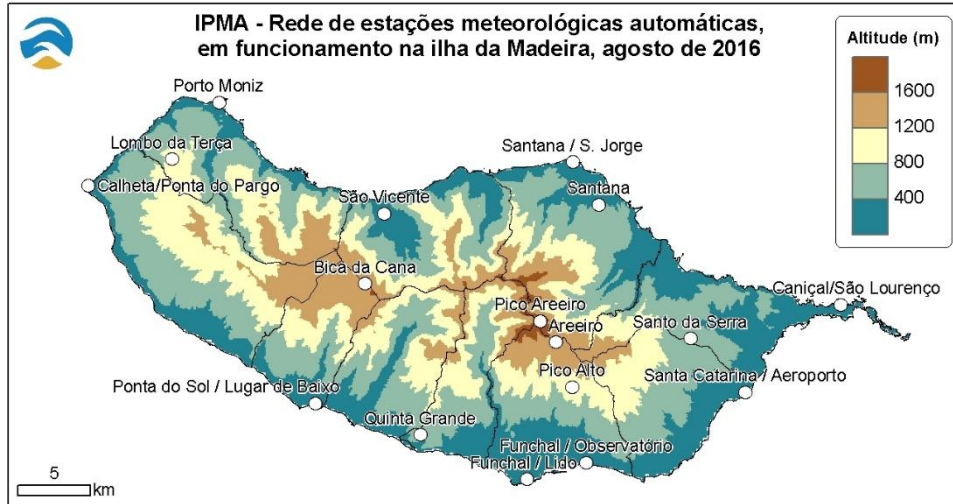 IPMA - Rede de estações meteorológicas automáticas,
em funcionamento na ilha da Madeira, agosto de 2016
Altitude (m)
1600
1200
800
400
Porto Moniz
Lombo da Terça
Calheta/Ponta do Pargo
São Vicente
Santana / S. Jorge
Santana
Bica da Cana
Caniçal/São Lourenço
Pico Areeiro
Areeiro
Santo da Serra
Pico Alto
Santa Catarina / Aeroporto
Ponta do Sol / Lugar de Baixo
Quinta Grande
Funchal / Observatório
Funchal / Lido
5
km